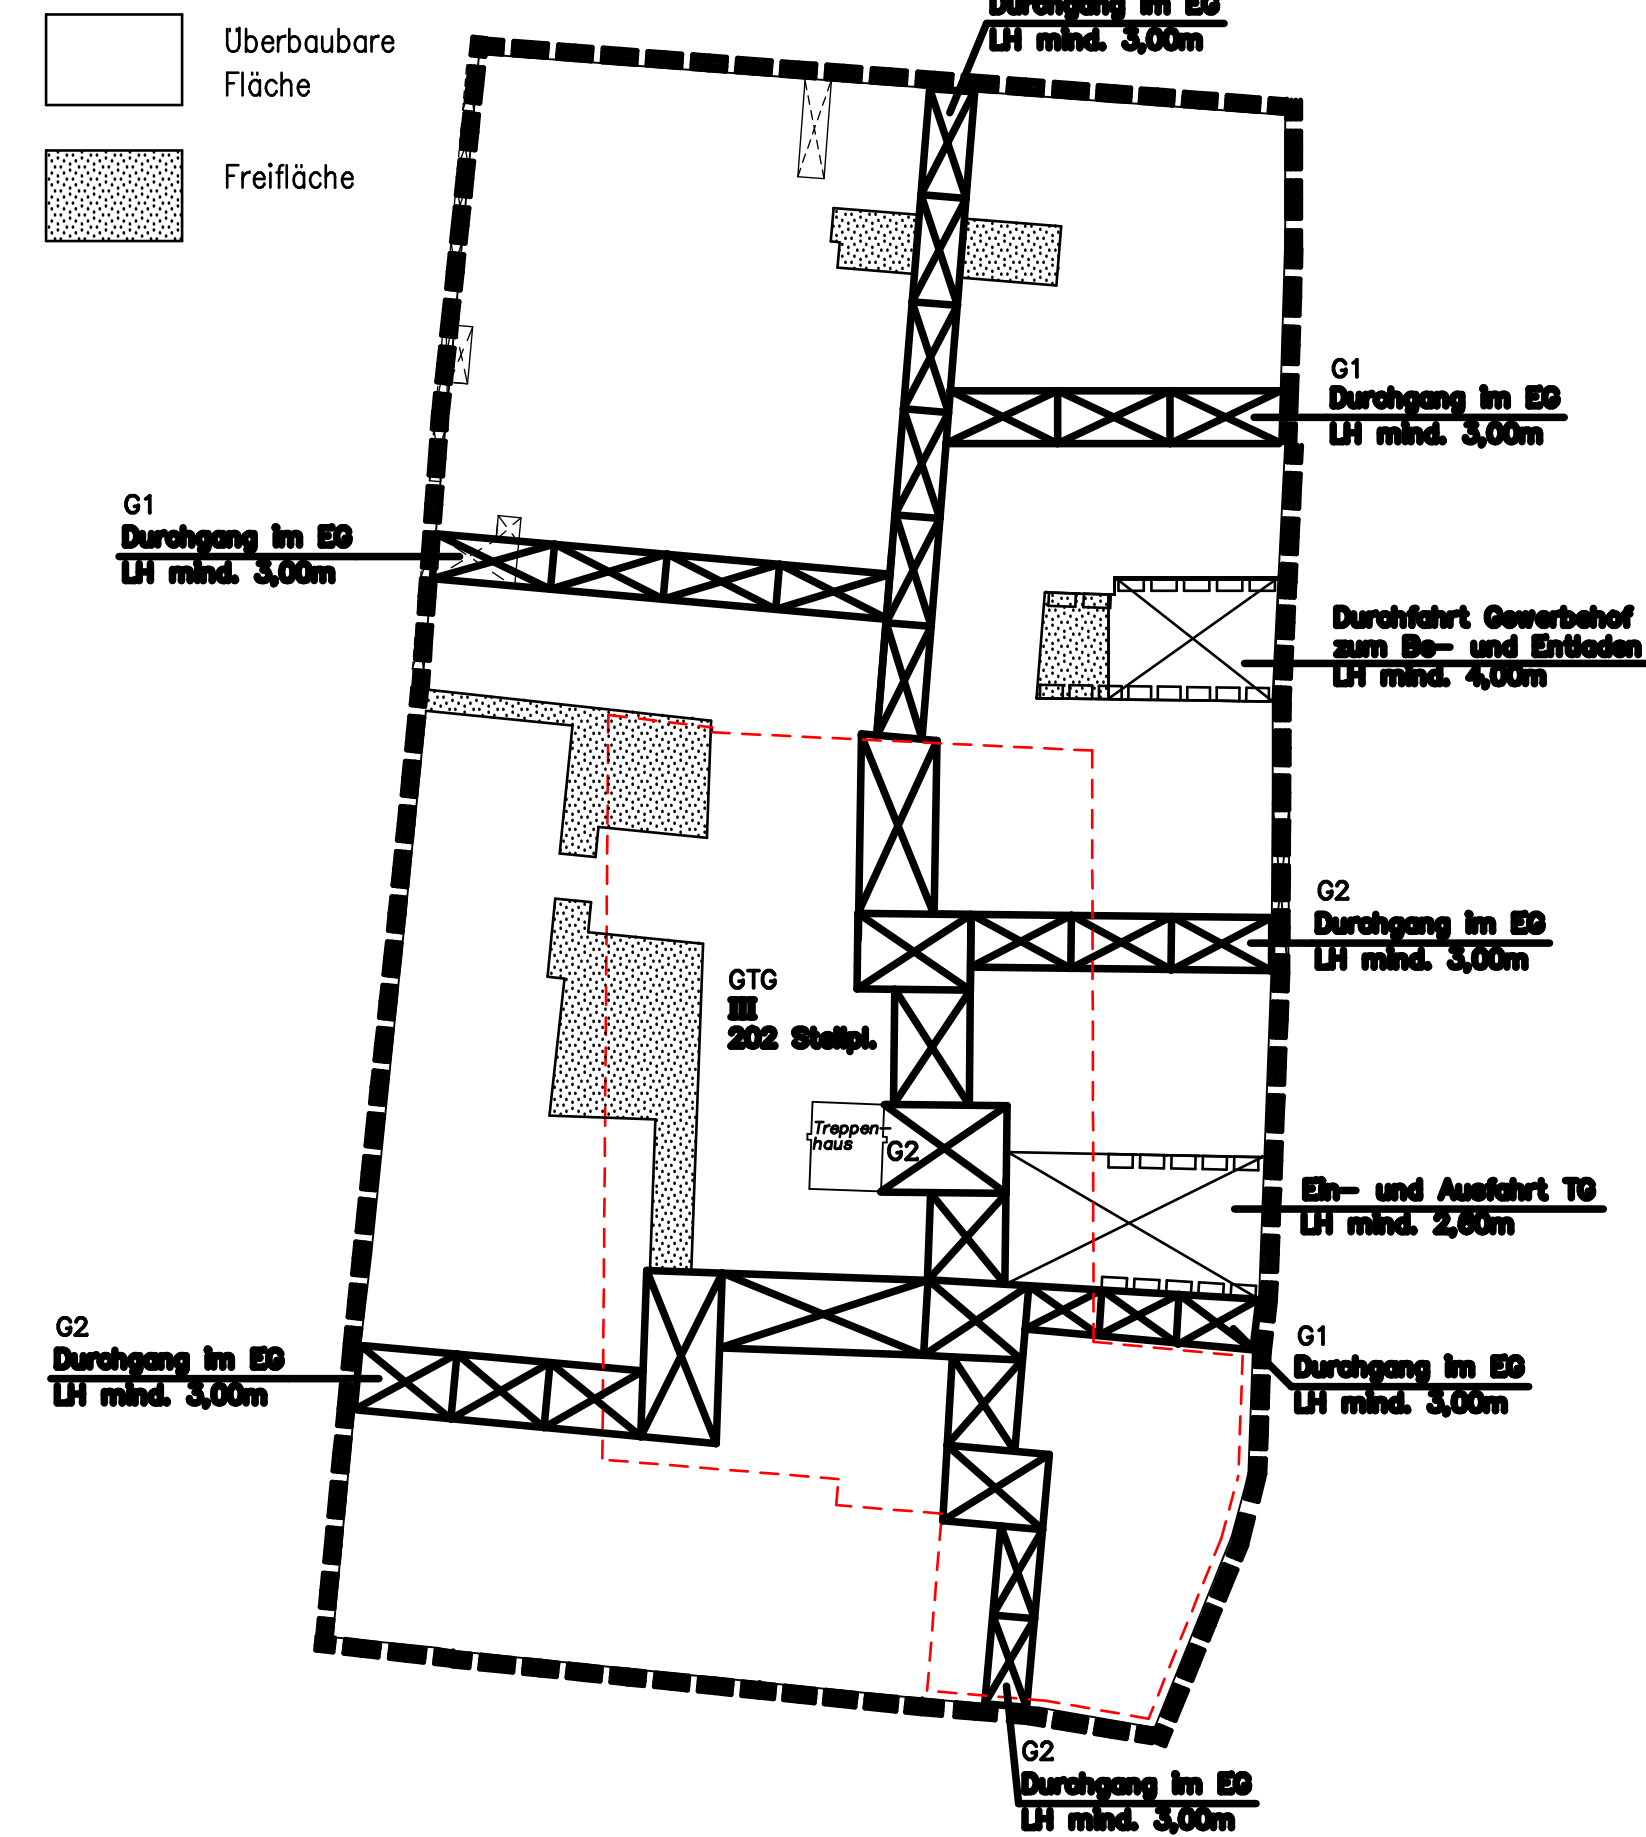 Durchgang im EG
LH mind. 3,00m
Überbaubare
Fläche
Freifläche
G1
Durchgang im EG
LH mind. 3,00m
G1
Durchgang im EG
LH mind. 3,00m
Durchfahrt Gewerbehof
zum Be- und Entladen
LH mind. 4,00m
G2
Durchgang im EG
LH mind. 3,00m
GTG
III
202 Stellpl.
Treppen-
haus
G2
Ein- und Ausfahrt TG
LH mind. 2,60m
G2
Durchgang im EG
LH mind. 3,00m
G1
Durchgang im EG
LH mind. 3,00m
G2
Durchgang im EG
LH mind. 3,00m